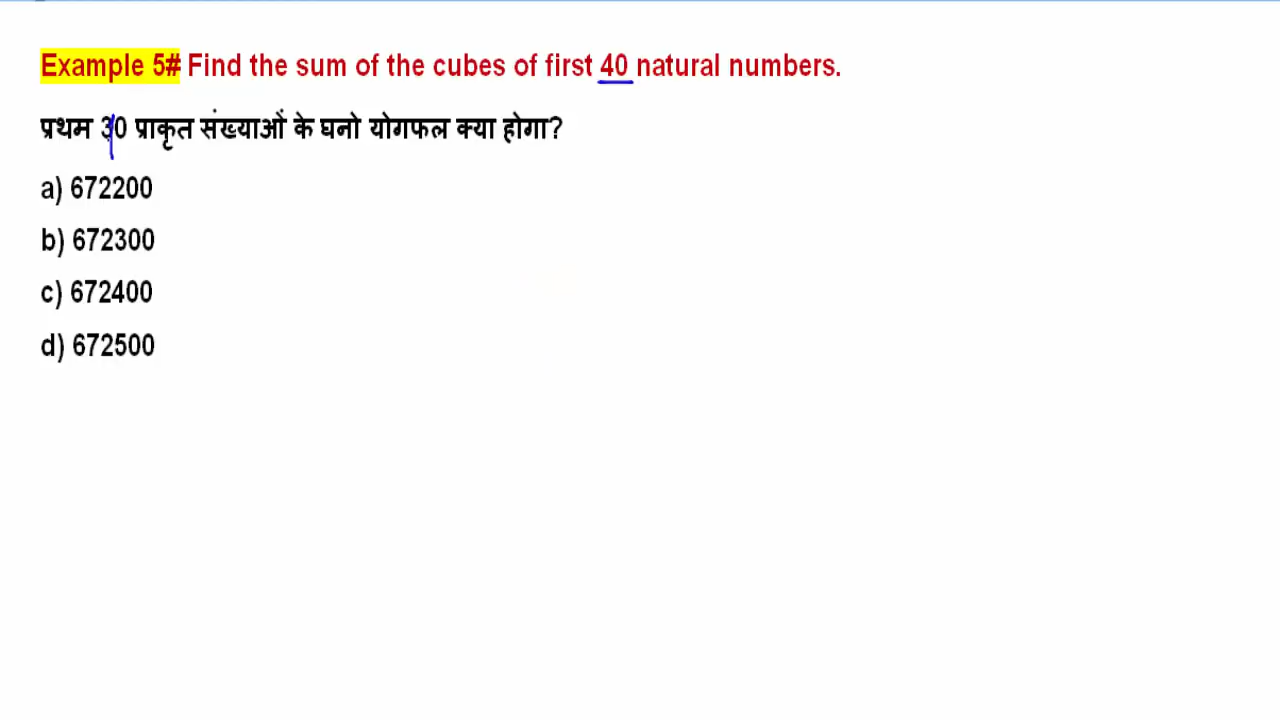 Example 5# Find the sum of the cubes of first 40 natural numbers.
प्रथम 30 प्राकृत संख्याओं के घनो योगफल क्या होगा?
a) 672200
b) 672300
c) 672400
d) 672500